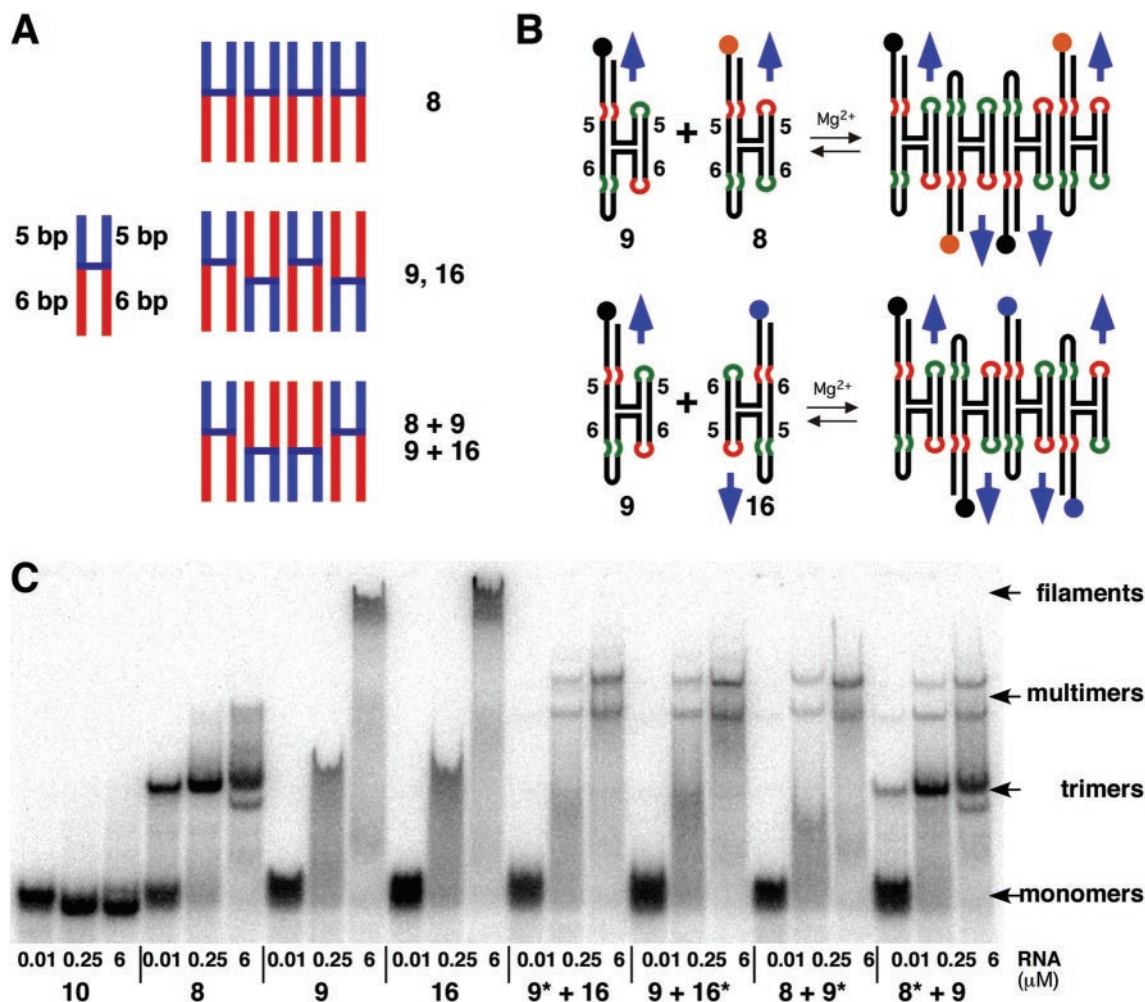 A
8
5 bp 5 bp
6 bp 6 bp
9, 16
8 + 9
9 + 16
B
5 5 + 5 5
6 6 6 6
9 8
Mg2+
5 5 + 6 6
6 6 5 5
9 16
Mg2+
C
filaments
multimers
trimers
monomers
0.01 0.25 6 0.01 0.25 6 0.01 0.25 6 0.01 0.25 6 0.01 0.25 6 0.01 0.25 6 0.01 0.25 6 0.01 0.25 6 RNA
(μM)
10 8 9 16 9* + 16 9 + 16* 8 + 9* 8* + 9